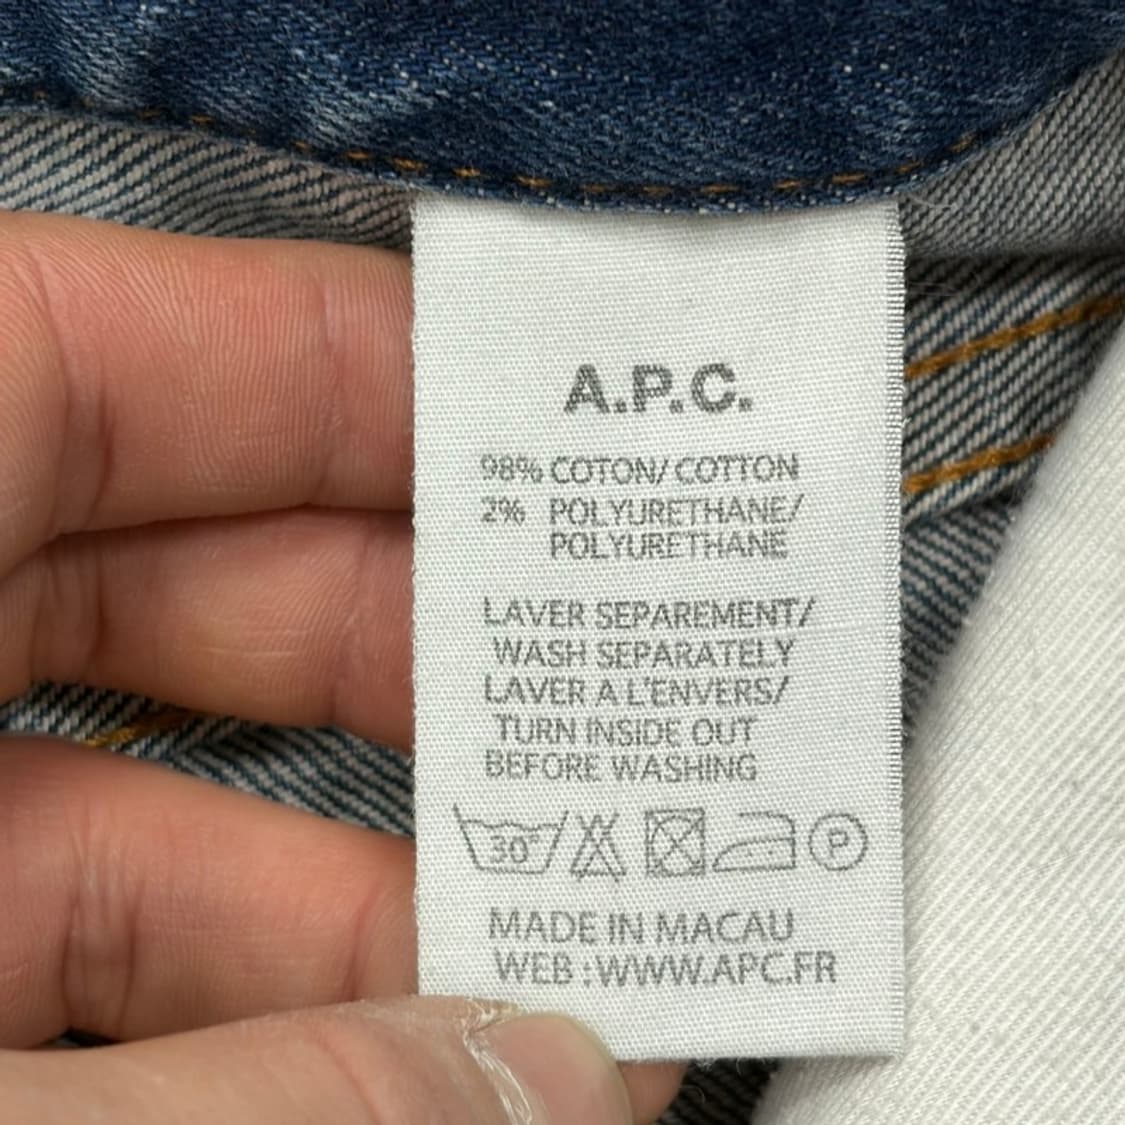 A.P.C.
98% COTON/COTTON
2% POLYURETHANE/
POLYURETHANE
LAVER SEPAREMENT/
WASH SEPARATELY
LAVER A L'ENVERS/
TURN INSIDE OUT
BEFORE WASHING
30° P
MADE IN MACAU
WEB :WWW.APC.FR